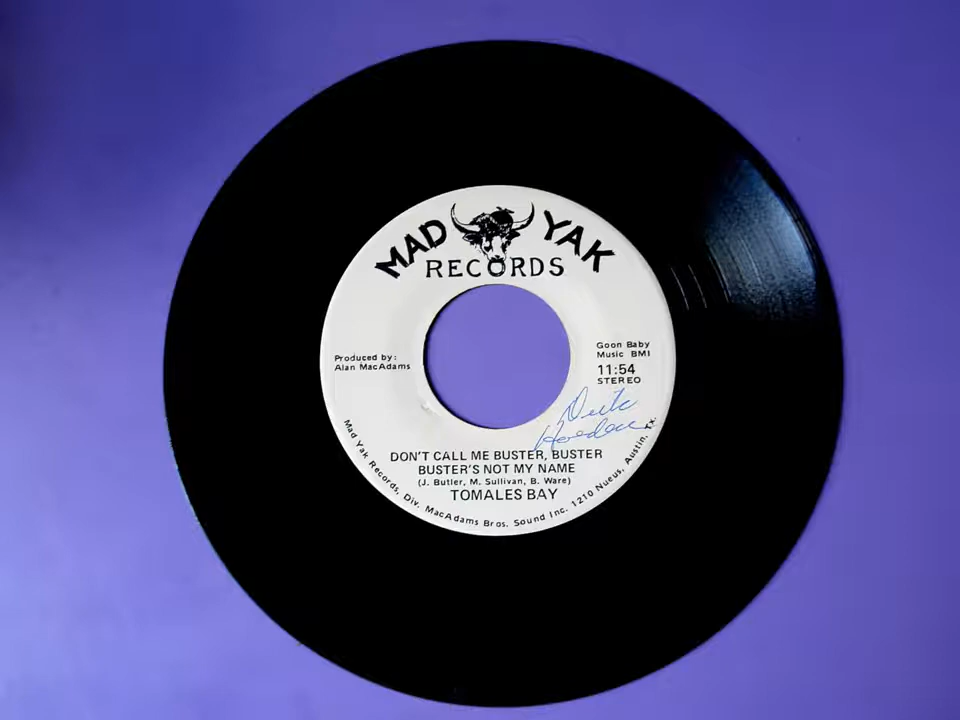 MAD YAK
RECORDS
Produced by:
Alan MacAdams
Goon Baby
Music BMI
11:54
STEREO
DON'T CALL ME BUSTER, BUSTER
BUSTER'S NOT MY NAME
(J. Butler, M. Sullivan, B. Ware)
TOMALES BAY
Mad Yak Records, Div. MacAdams Bros. Sound Inc. 1210 Nueus, Austin,